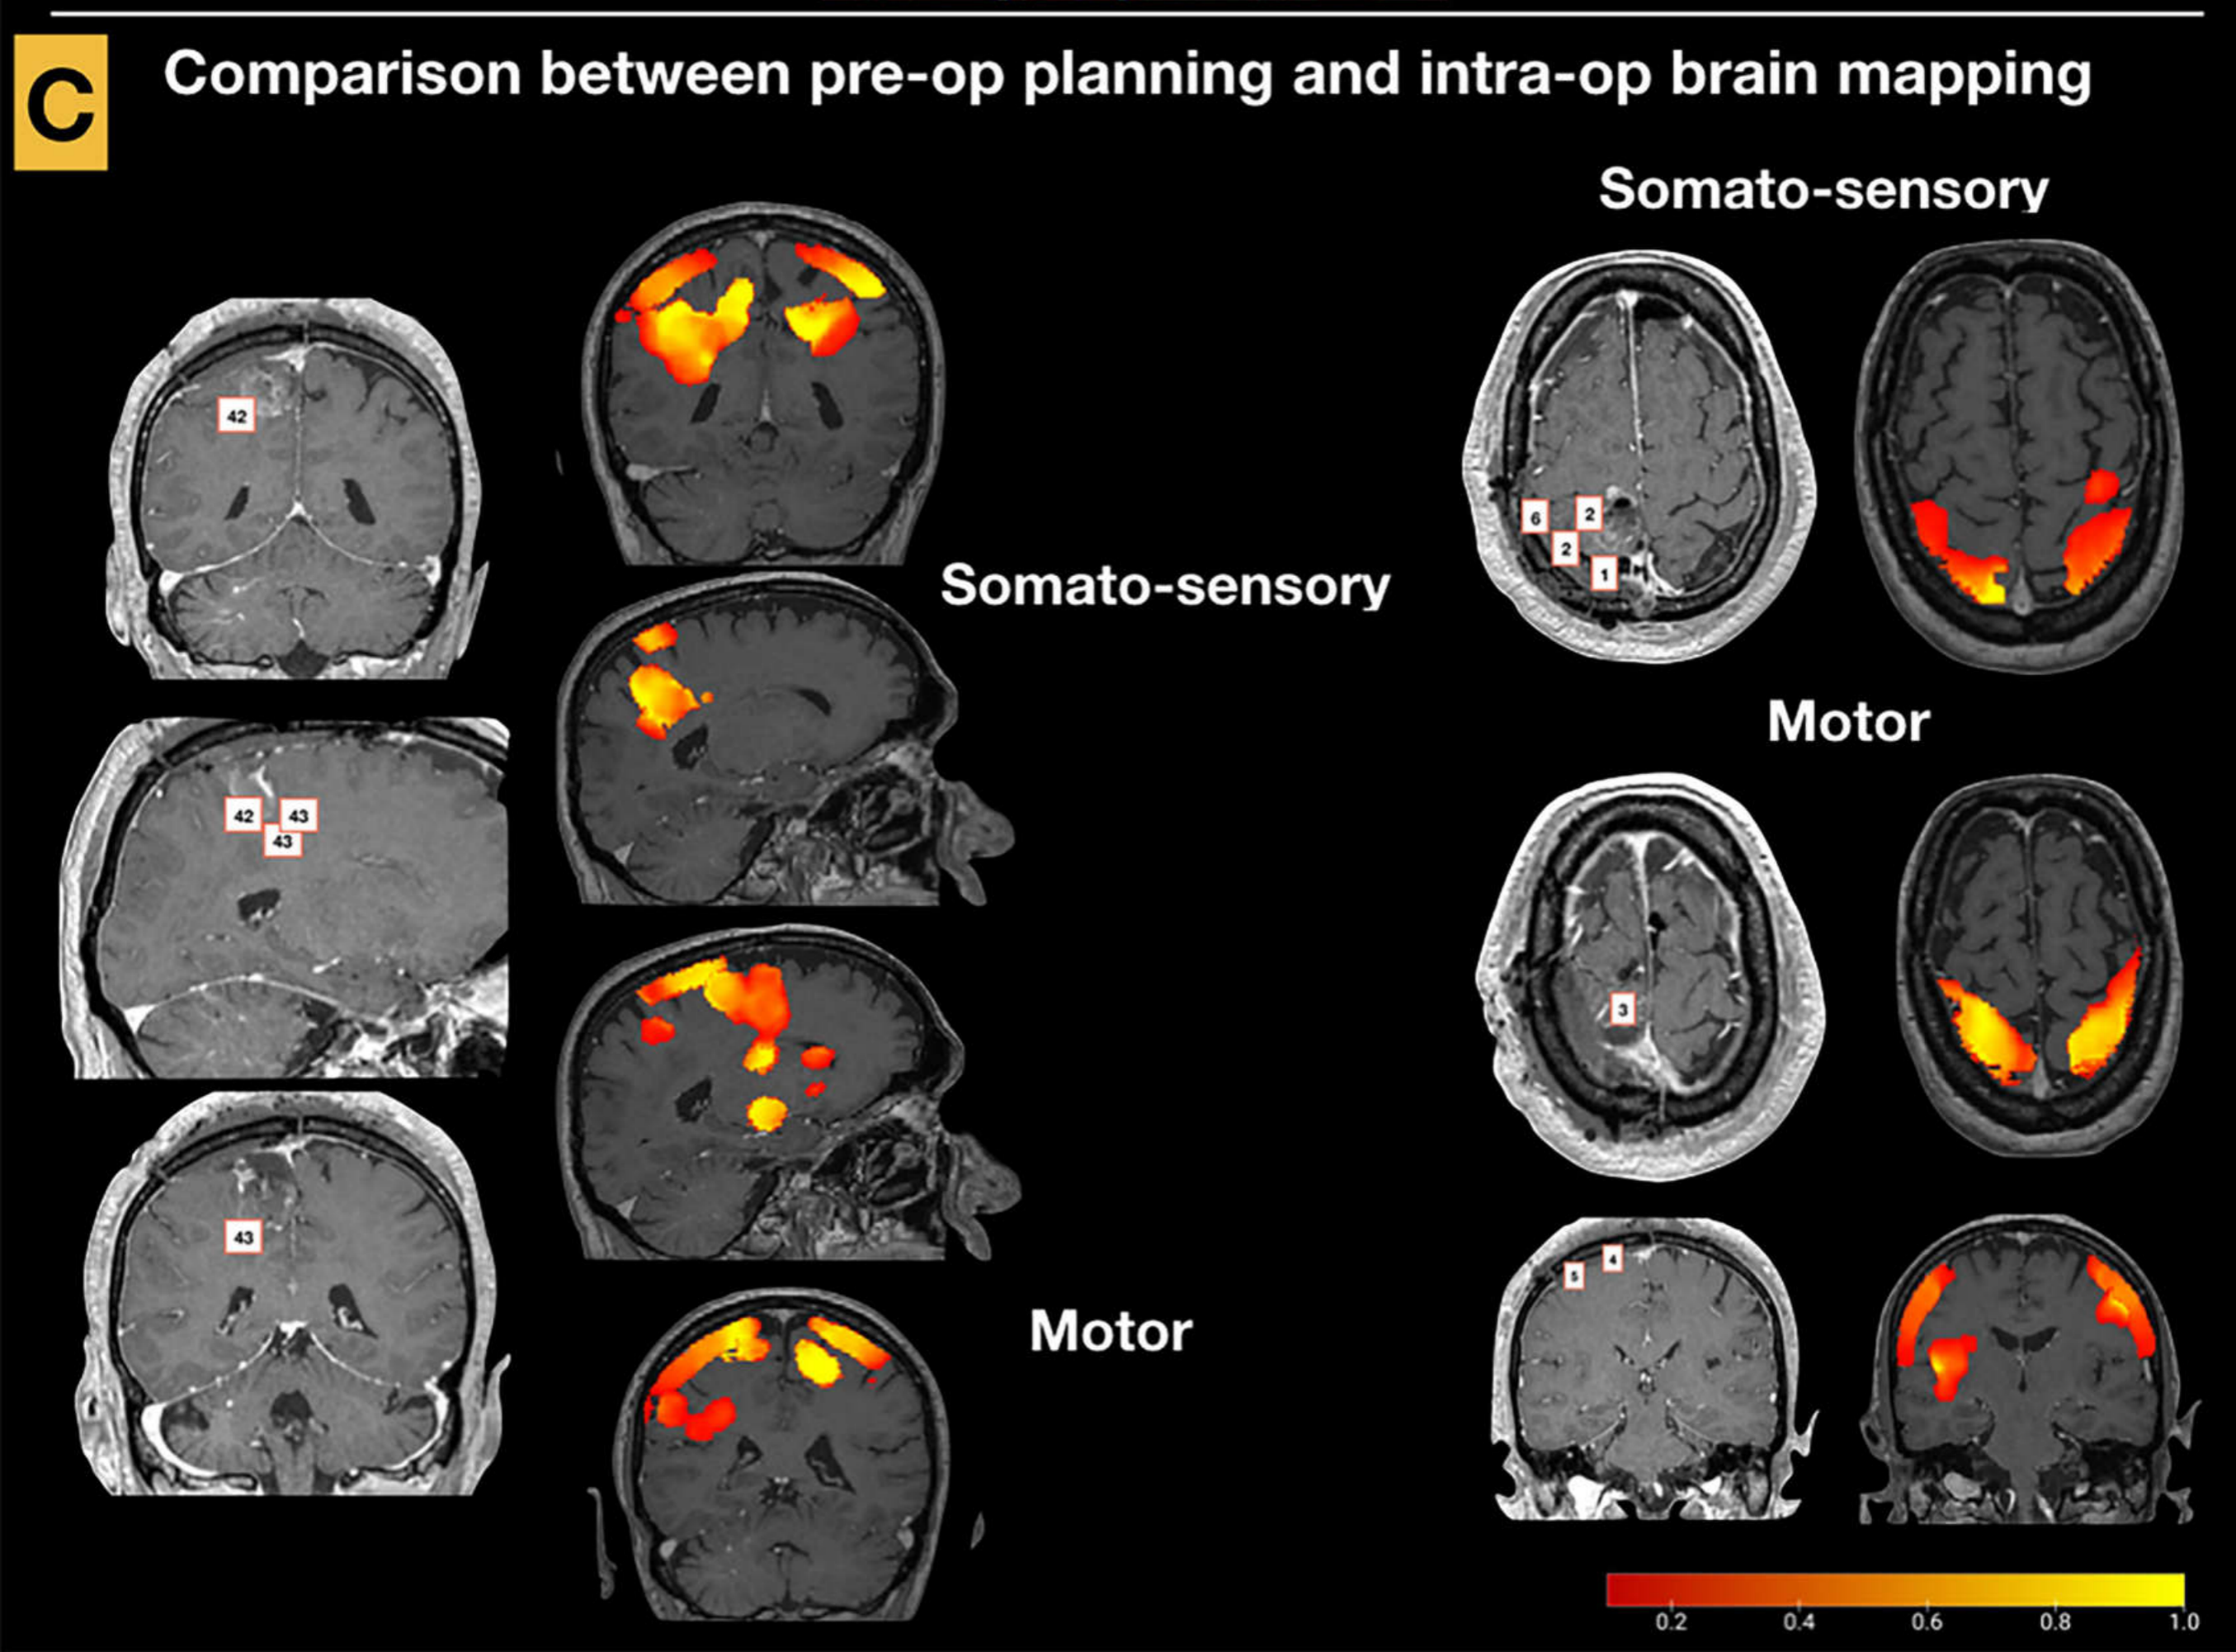 C
Comparison between pre-op planning and intra-op brain mapping
Somato-sensory
42
6
2
2
1
Somato-sensory
Motor
42
43
43
3
43
4
5
Motor
0.2
0.4
0.6
0.8
1.0